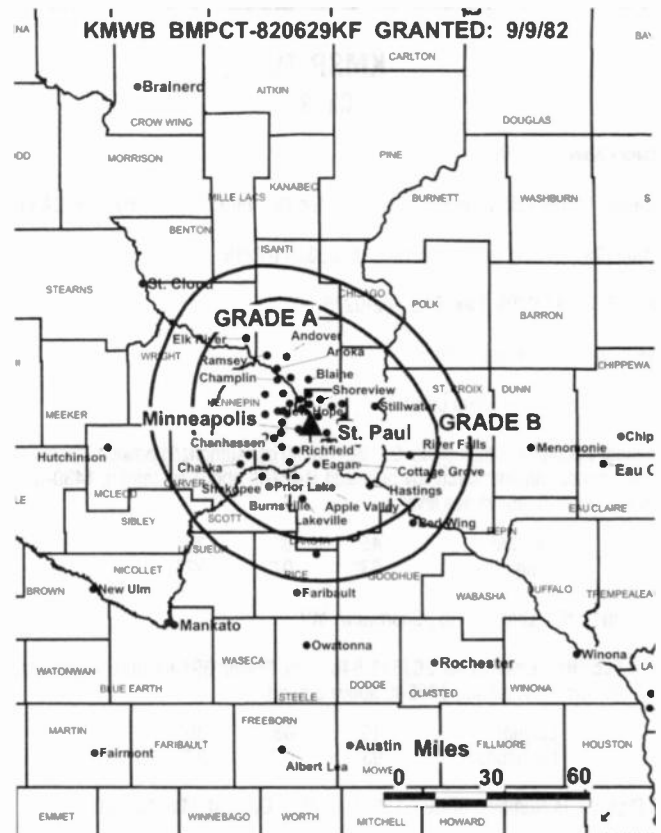 KMWB BMPCT-820629KF GRANTED: 9/9/82
CARLTON
Brainerd
AITKIN
CROW WING
DOUGLAS
MORRISON
PINE
KANABEC
MILLE LACS
BURNETT
WASHBURN
S
BENTON
ISANTI
St. Cloud
STEARNS
CHISAGO
POLK
BARRON
GRADE A
Elk River
Andover
WRIGHT
Anoka
Ramsey
CHIPPEWA
Champlin
Blaine
Shoreview
ST. CROIX
DUNN
HENNEPIN
MEEKER
Stillwater
New Hope
Minneapolis
GRADE B
St. Paul
Chip
Chanhassen
River Falls
Menomonie
Hutchinson
Richfield
Eau C
Chaska
Eagan
Cottage Grove
CARVER
Shakopee
Prior Lake
Hastings
MCLEOD
Burnsville
Apple Valley
EAU CLAIRE
SIBLEY
SCOTT
Lakeville
Red Wing
PEPIN
DAKOTA
LE SUEUR
NICOLLET
RICE
GOODHUE
BROWN
New Ulm
Faribault
WABASHA
BUFFALO
TREMPEALEA
Mankato
Owatonna
Winona
LA
WATONWAN
WASECA
Rochester
BLUE EARTH
DODGE
STEELE
OLMSTED
WINONA
MARTIN
FREEBORN
Fairmont
FARIBAULT
Austin
Miles
FILLMORE
HOUSTON
Albert Lea
MOWE
0 30 60
EMMET
WINNEBAGO
WORTH
MITCHELL
HOWARD